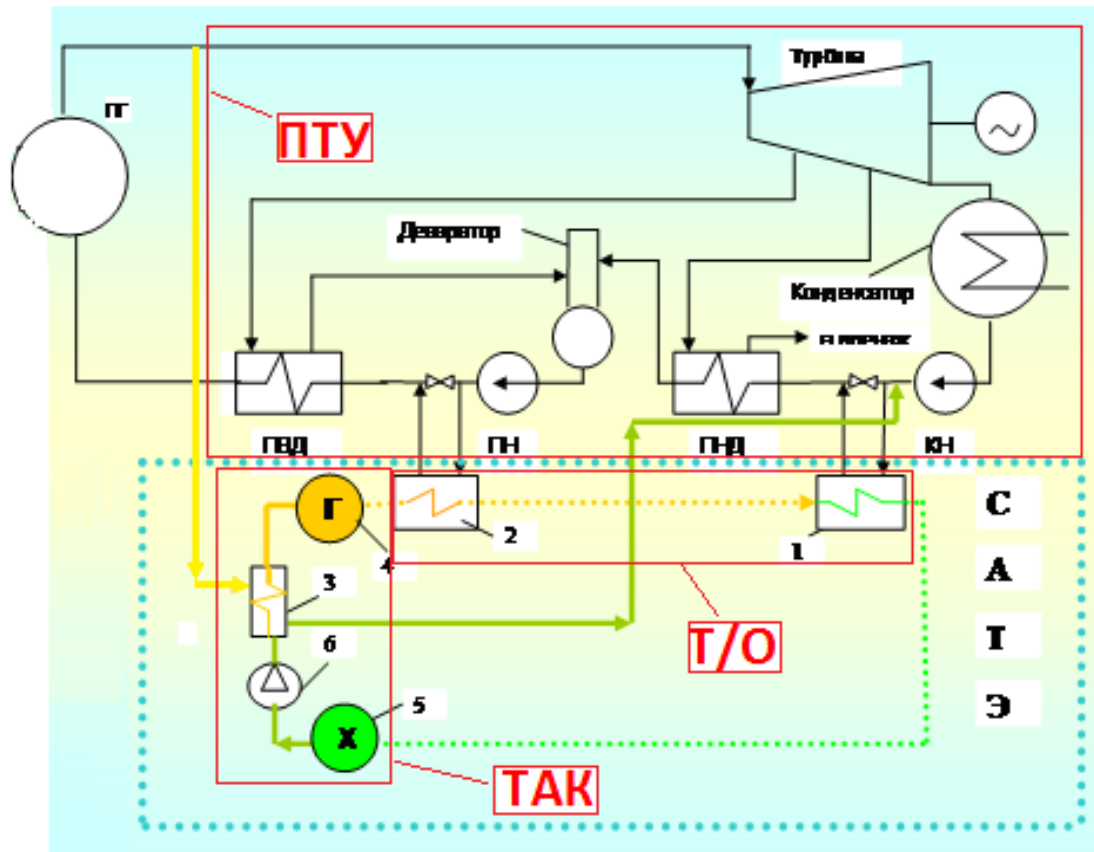 Турбина
ПГ
ПТУ
Деаэратор
Конденсатор
ПВД
ПН
ПНД
КН
Г
С
2
1
4
А
3
Т/О
Т
6
Э
5
Х
ТАК